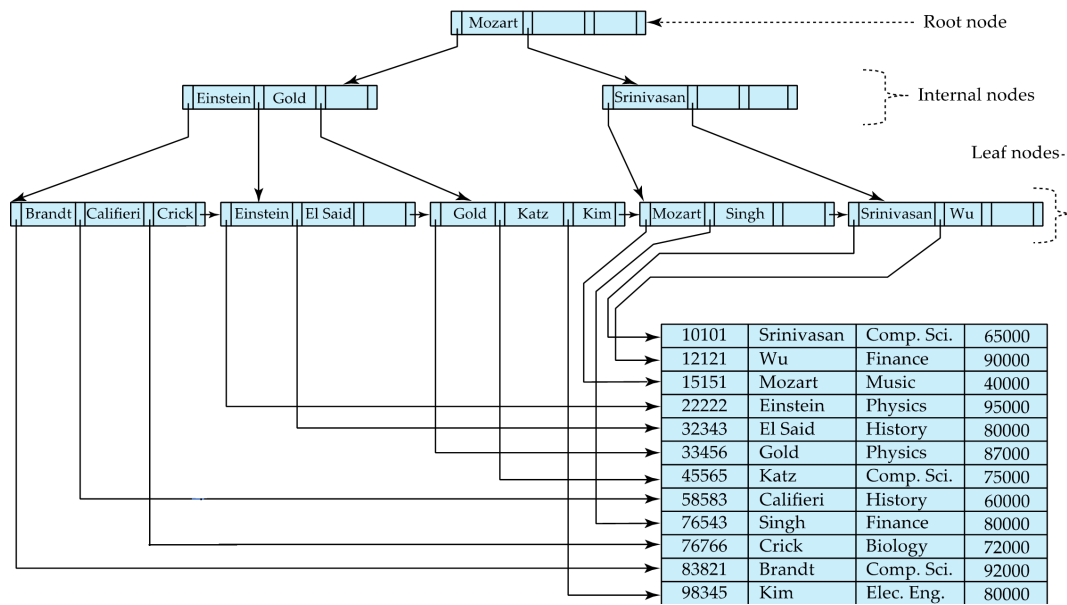 Mozart
Root node
Einstein Gold
Srinivasan
Internal nodes
Leaf nodes
Brandt Califieri Crick
Einstein El Said
Gold Katz Kim
Mozart Singh
Srinivasan Wu
10101 Srinivasan Comp. Sci. 65000
12121 Wu Finance 90000
15151 Mozart Music 40000
22222 Einstein Physics 95000
32343 El Said History 80000
33456 Gold Physics 87000
45565 Katz Comp. Sci. 75000
58583 Califieri History 60000
76543 Singh Finance 80000
76766 Crick Biology 72000
83821 Brandt Comp. Sci. 92000
98345 Kim Elec. Eng. 80000